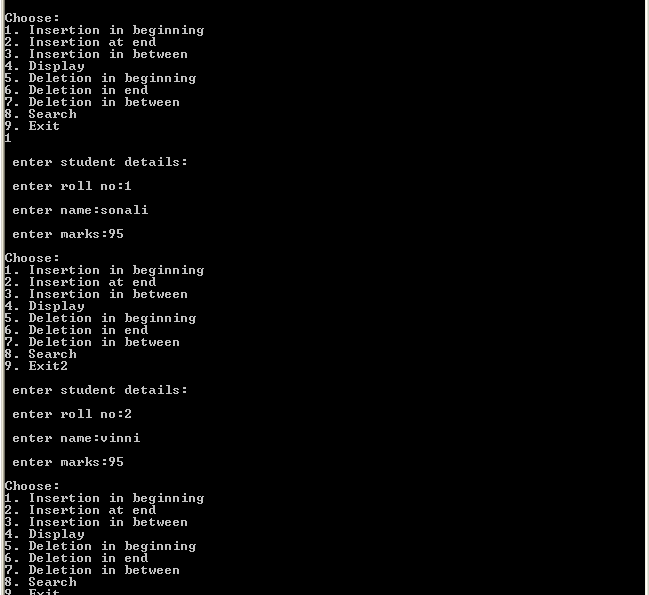 Choose:
1. Insertion in beginning
2. Insertion at end
3. Insertion in between
4. Display
5. Deletion in beginning
6. Deletion in end
7. Deletion in between
8. Search
9. Exit
1
enter student details:
enter roll no:1
enter name:sonali
enter marks:95
Choose:
1. Insertion in beginning
2. Insertion at end
3. Insertion in between
4. Display
5. Deletion in beginning
6. Deletion in end
7. Deletion in between
8. Search
9. Exit2
enter student details:
enter roll no:2
enter name:vinni
enter marks:95
Choose:
1. Insertion in beginning
2. Insertion at end
3. Insertion in between
4. Display
5. Deletion in beginning
6. Deletion in end
7. Deletion in between
8. Search
9. Exit